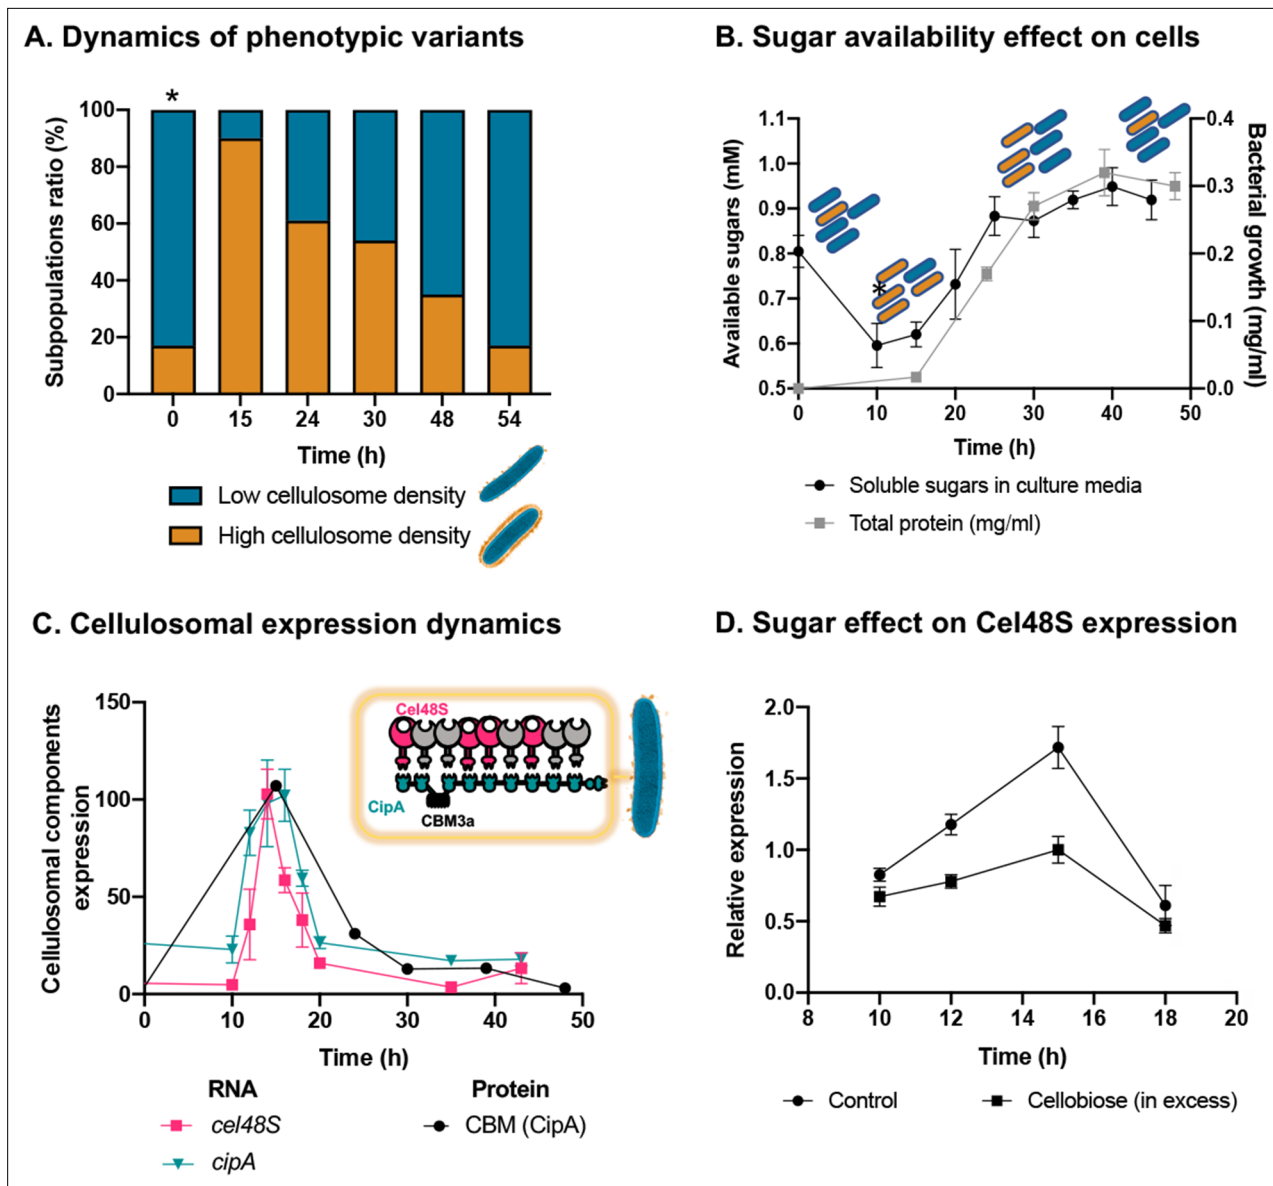 A. Dynamics of phenotypic variants
*
Subpopulations ratio (%)
100
80
60
40
20
0
0 15 24 30 48 54
Time (h)
Low cellulosome density
High cellulosome density
B. Sugar availability effect on cells
Available sugars (mM)
1.1
1.0
0.9
0.8
0.7
0.6
0.5
*
0.4
0.3
0.2
0.1
0.0
Bacterial growth (mg/ml)
0 10 20 30 40 50
Time (h)
Soluble sugars in culture media
Total protein (mg/ml)
C. Cellulosomal expression dynamics
Cellulosomal components
expression
150
100
50
0
Cel48S
CipA
CBM3a
0 10 20 30 40 50
Time (h)
RNA
cel48S
cipA
Protein
CBM (CipA)
D. Sugar effect on Cel48S expression
Relative expression
2.0
1.5
1.0
0.5
0.0
8 10 12 14 16 18 20
Time (h)
Control
Cellobiose (in excess)